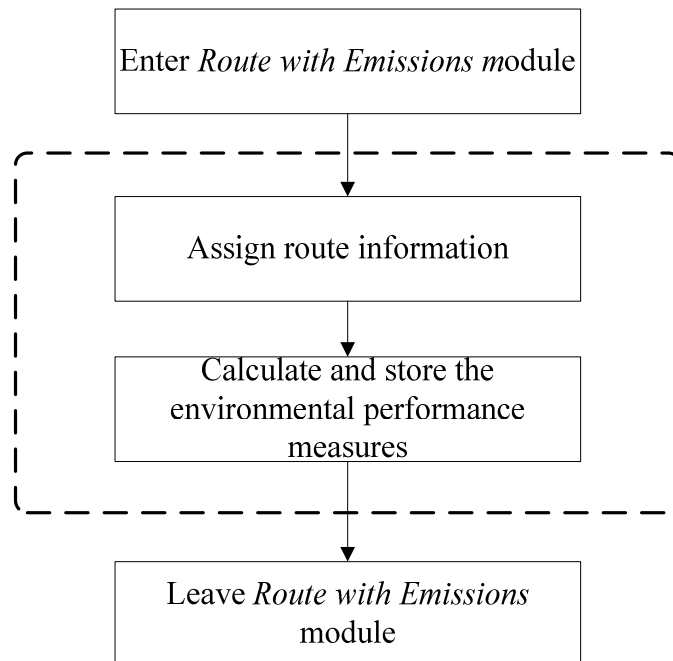 Enter Route with Emissions module
Assign route information
Calculate and store the
environmental performance
measures
Leave Route with Emissions
module